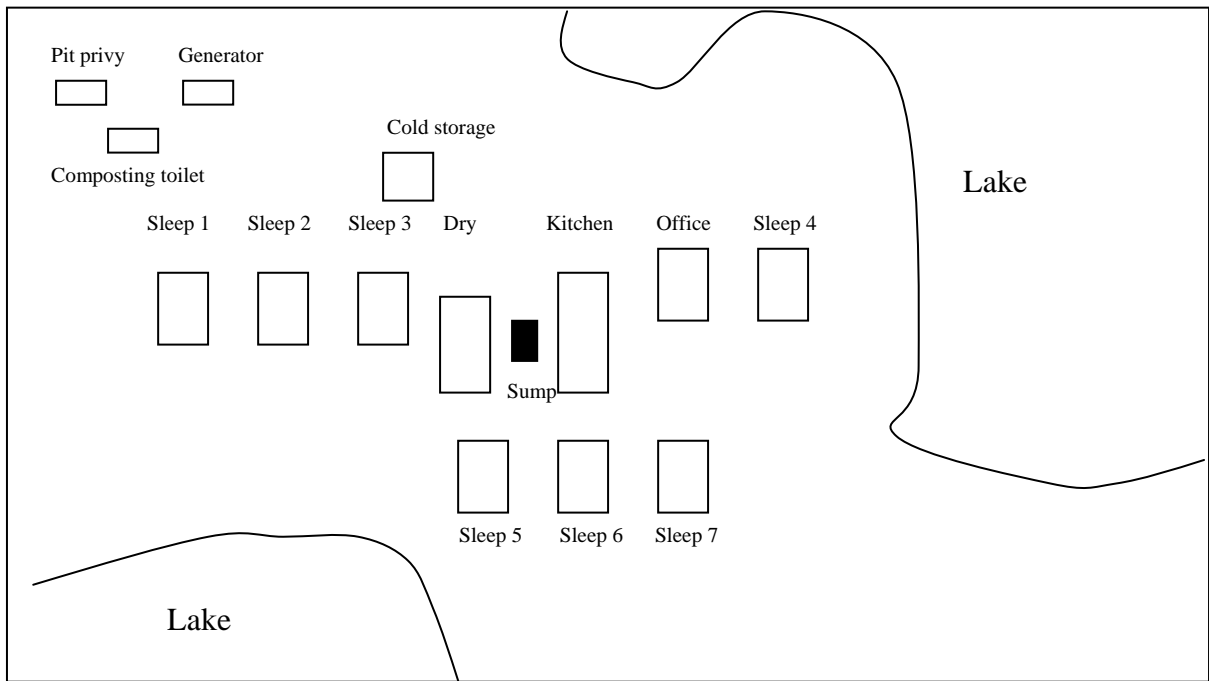 Pit privy
Generator
Cold storage
Composting toilet
Lake
Sleep 1
Sleep 2
Sleep 3
Dry
Kitchen
Office
Sleep 4
Sump
Sleep 5
Sleep 6
Sleep 7
Lake